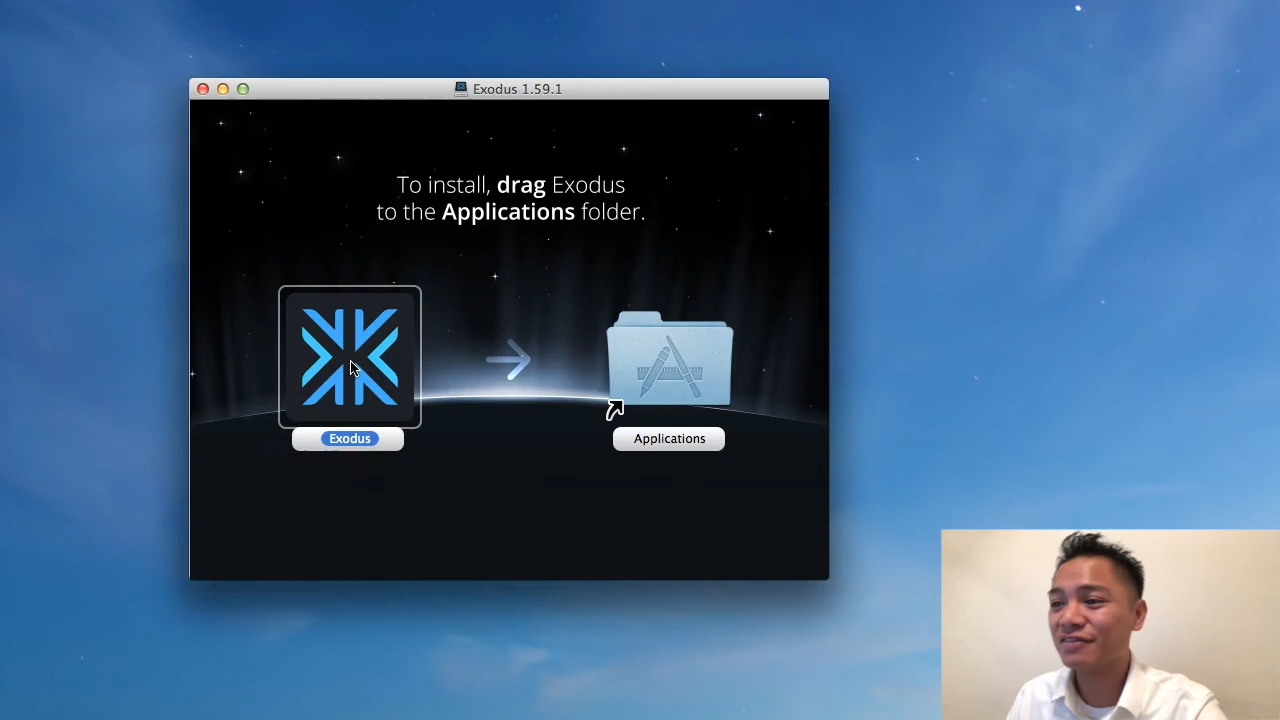 Exodus 1.59.1
To install, drag Exodus
to the Applications folder.
Exodus
Applications